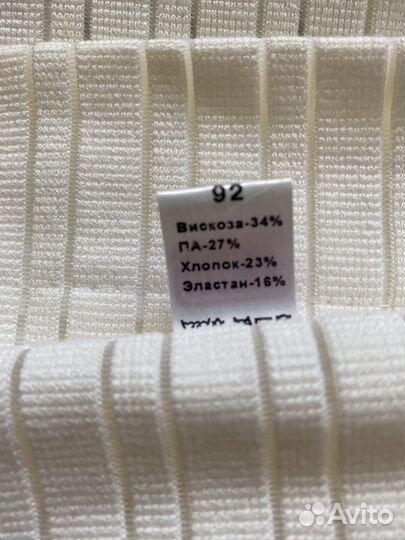 92
Вискоза-34%
ПА-27%
Хлопок-23%
Эластан-16%
Avito